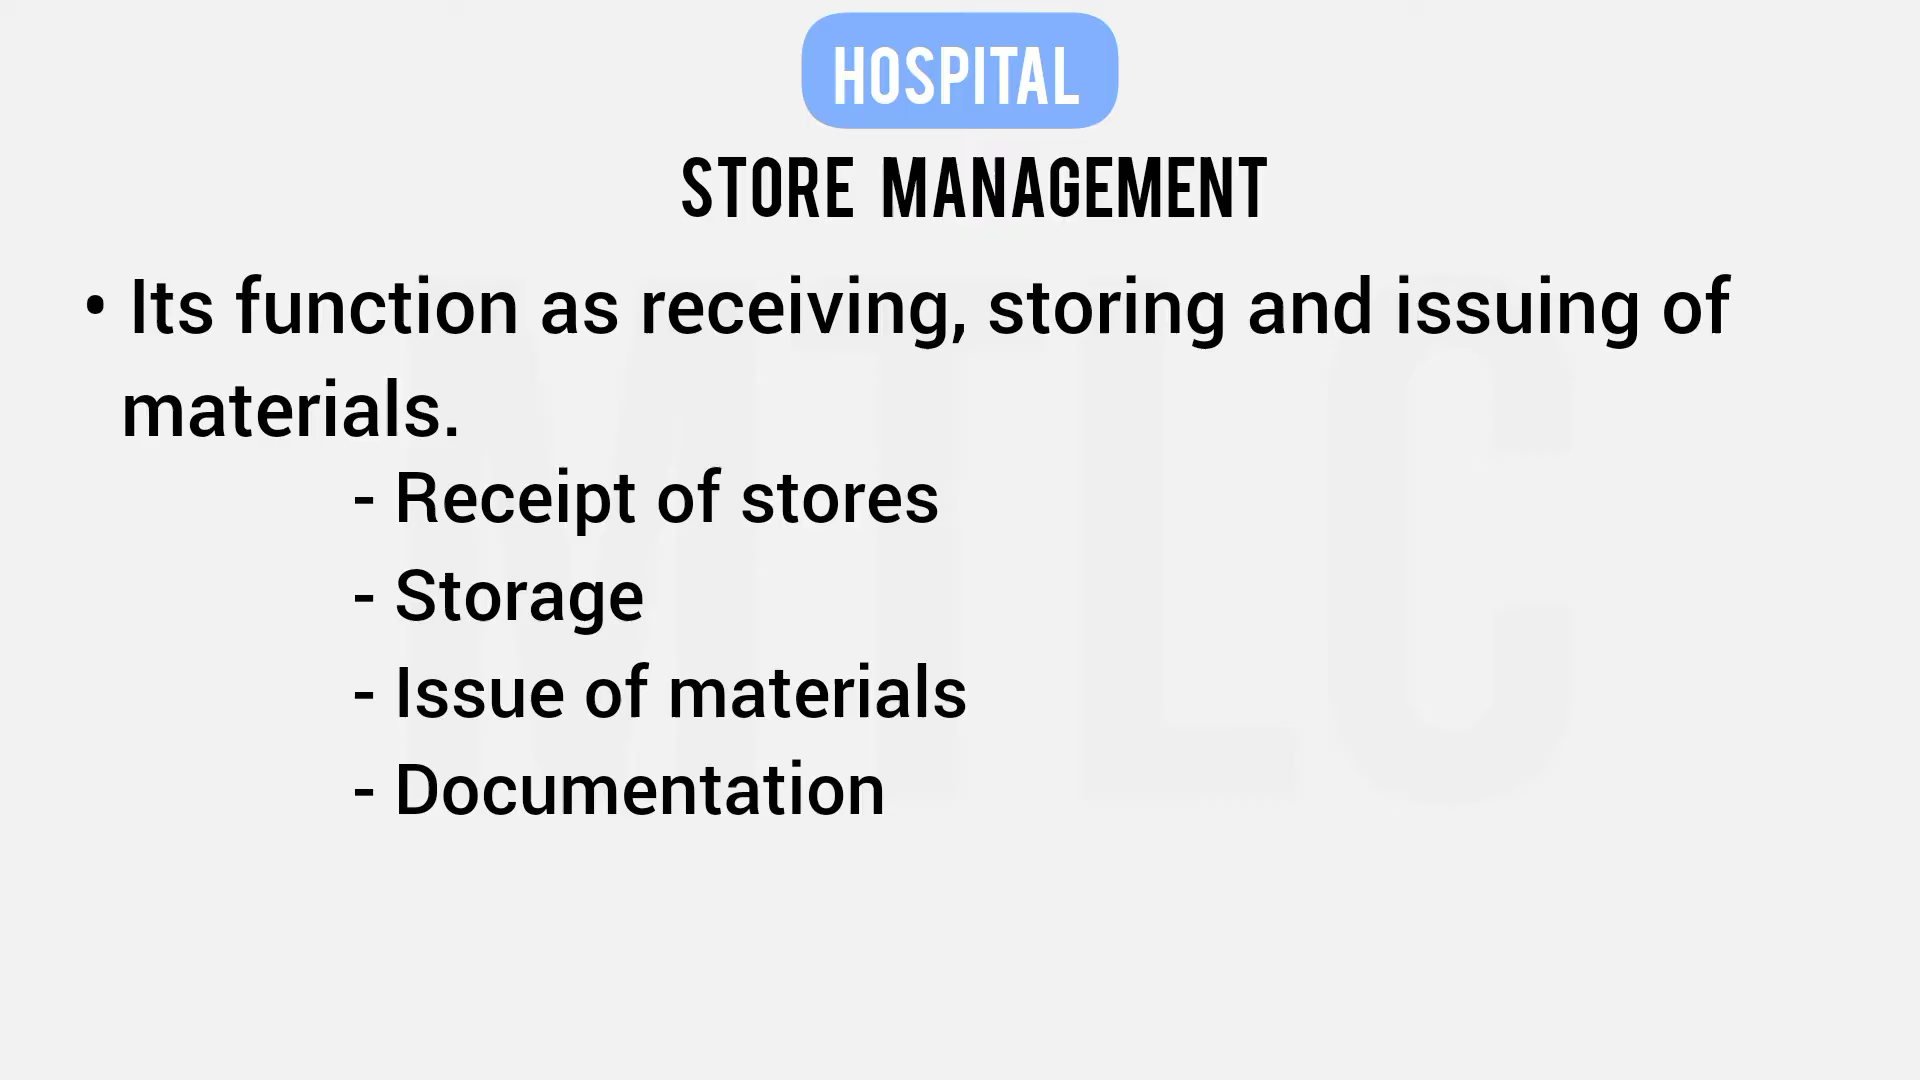 HOSPITAL
STORE MANAGEMENT
• Its function as receiving, storing and issuing of
materials.
- Receipt of stores
- Storage
- Issue of materials
- Documentation
MTLC